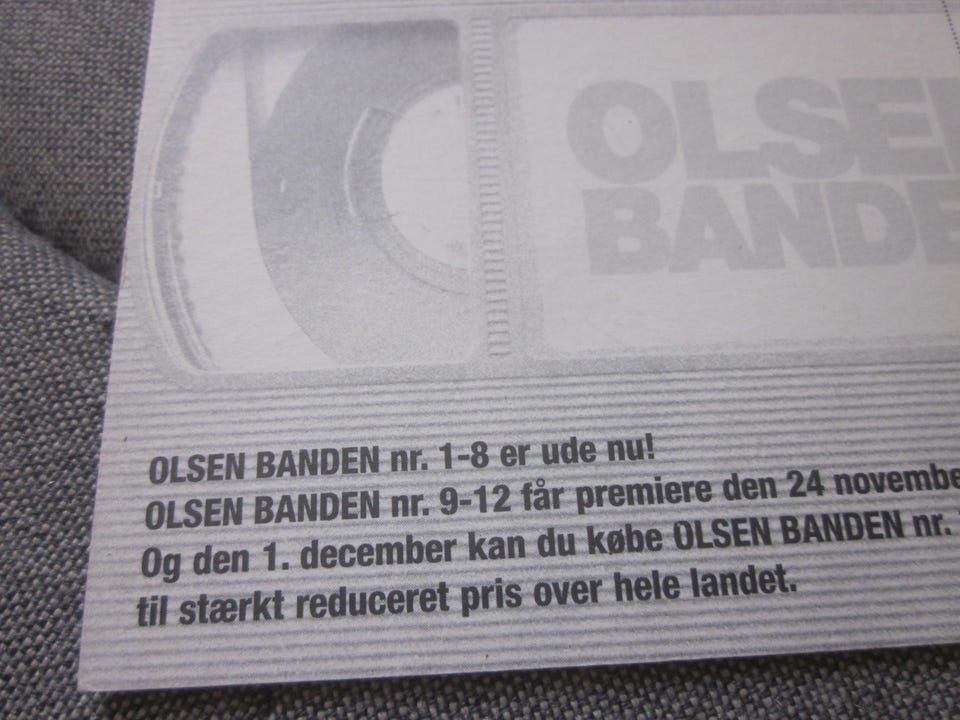 OLSEN
BANDE
OLSEN BANDEN nr. 1-8 er ude nu!
OLSEN BANDEN nr. 9-12 får premiere den 24 novembe
Og den 1. december kan du købe OLSEN BANDEN nr.
til stærkt reduceret pris over hele landet.